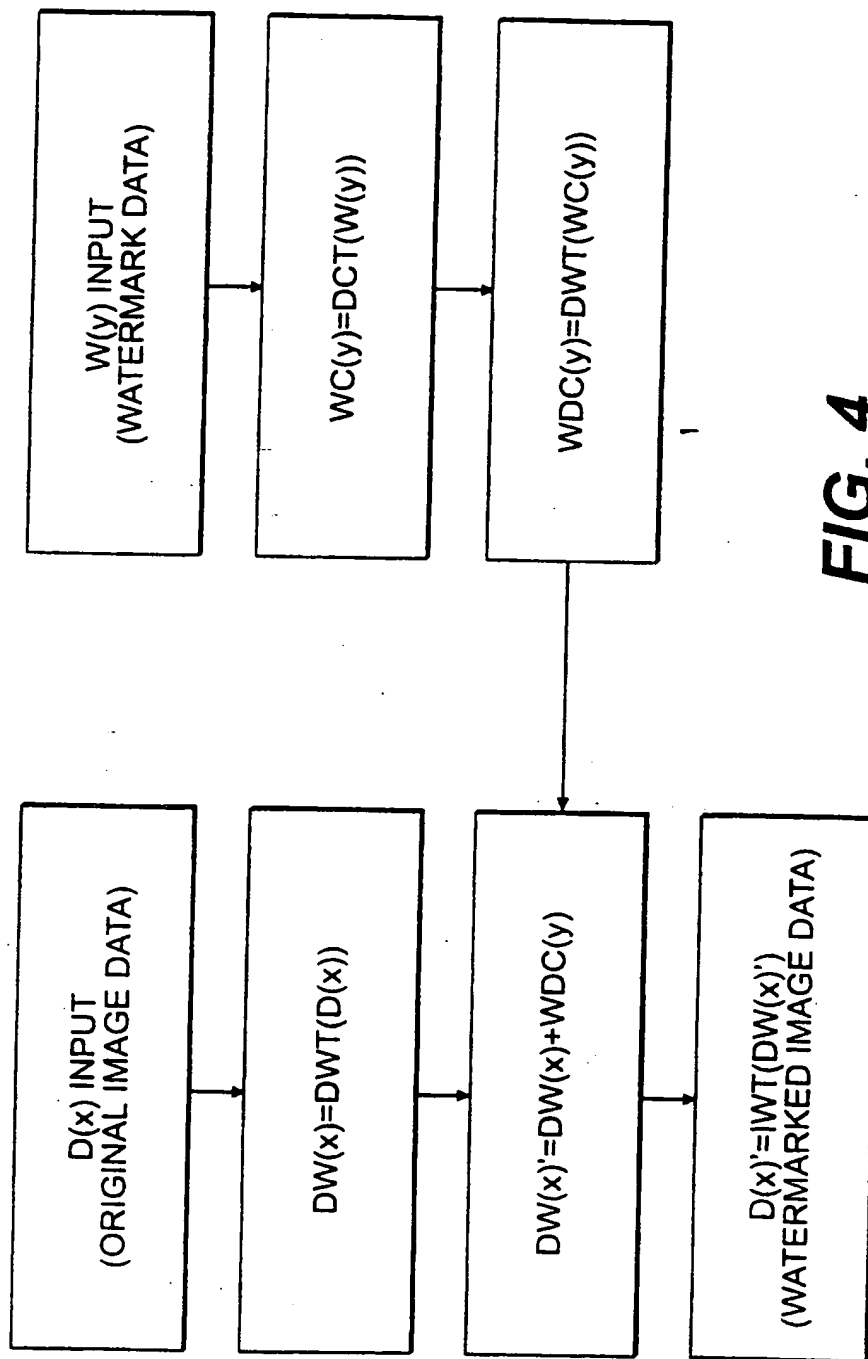 D(x) INPUT
(ORIGINAL IMAGE DATA)
DW(x)=DWT(D(x))
DW(x)'=DW(x)+WDC(y)
D(x)'=IWT(DW(x)')
(WATERMARKED IMAGE DATA)
W(y) INPUT
(WATERMARK DATA)
WC(y)=DCT(W(y))
WDC(y)=DWT(WC(y))
FIG. 4